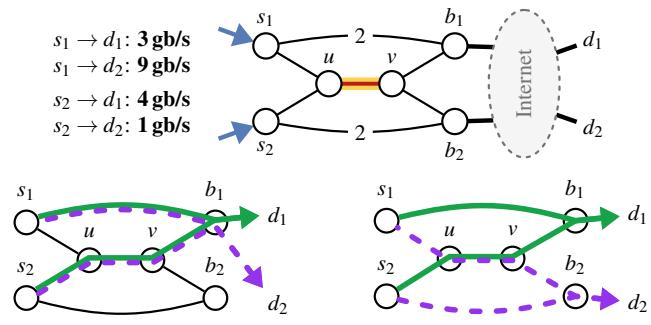 s₁ → d₁: 3 gb/s
s₁ → d₂: 9 gb/s
s₂ → d₁: 4 gb/s
s₂ → d₂: 1 gb/s
s₁
2
b₁
d₁
u
v
Internet
s₂
2
b₂
d₂
s₁
b₁
d₁
u
v
s₂
b₂
d₂
s₁
b₁
d₁
u
v
s₂
b₂
d₂